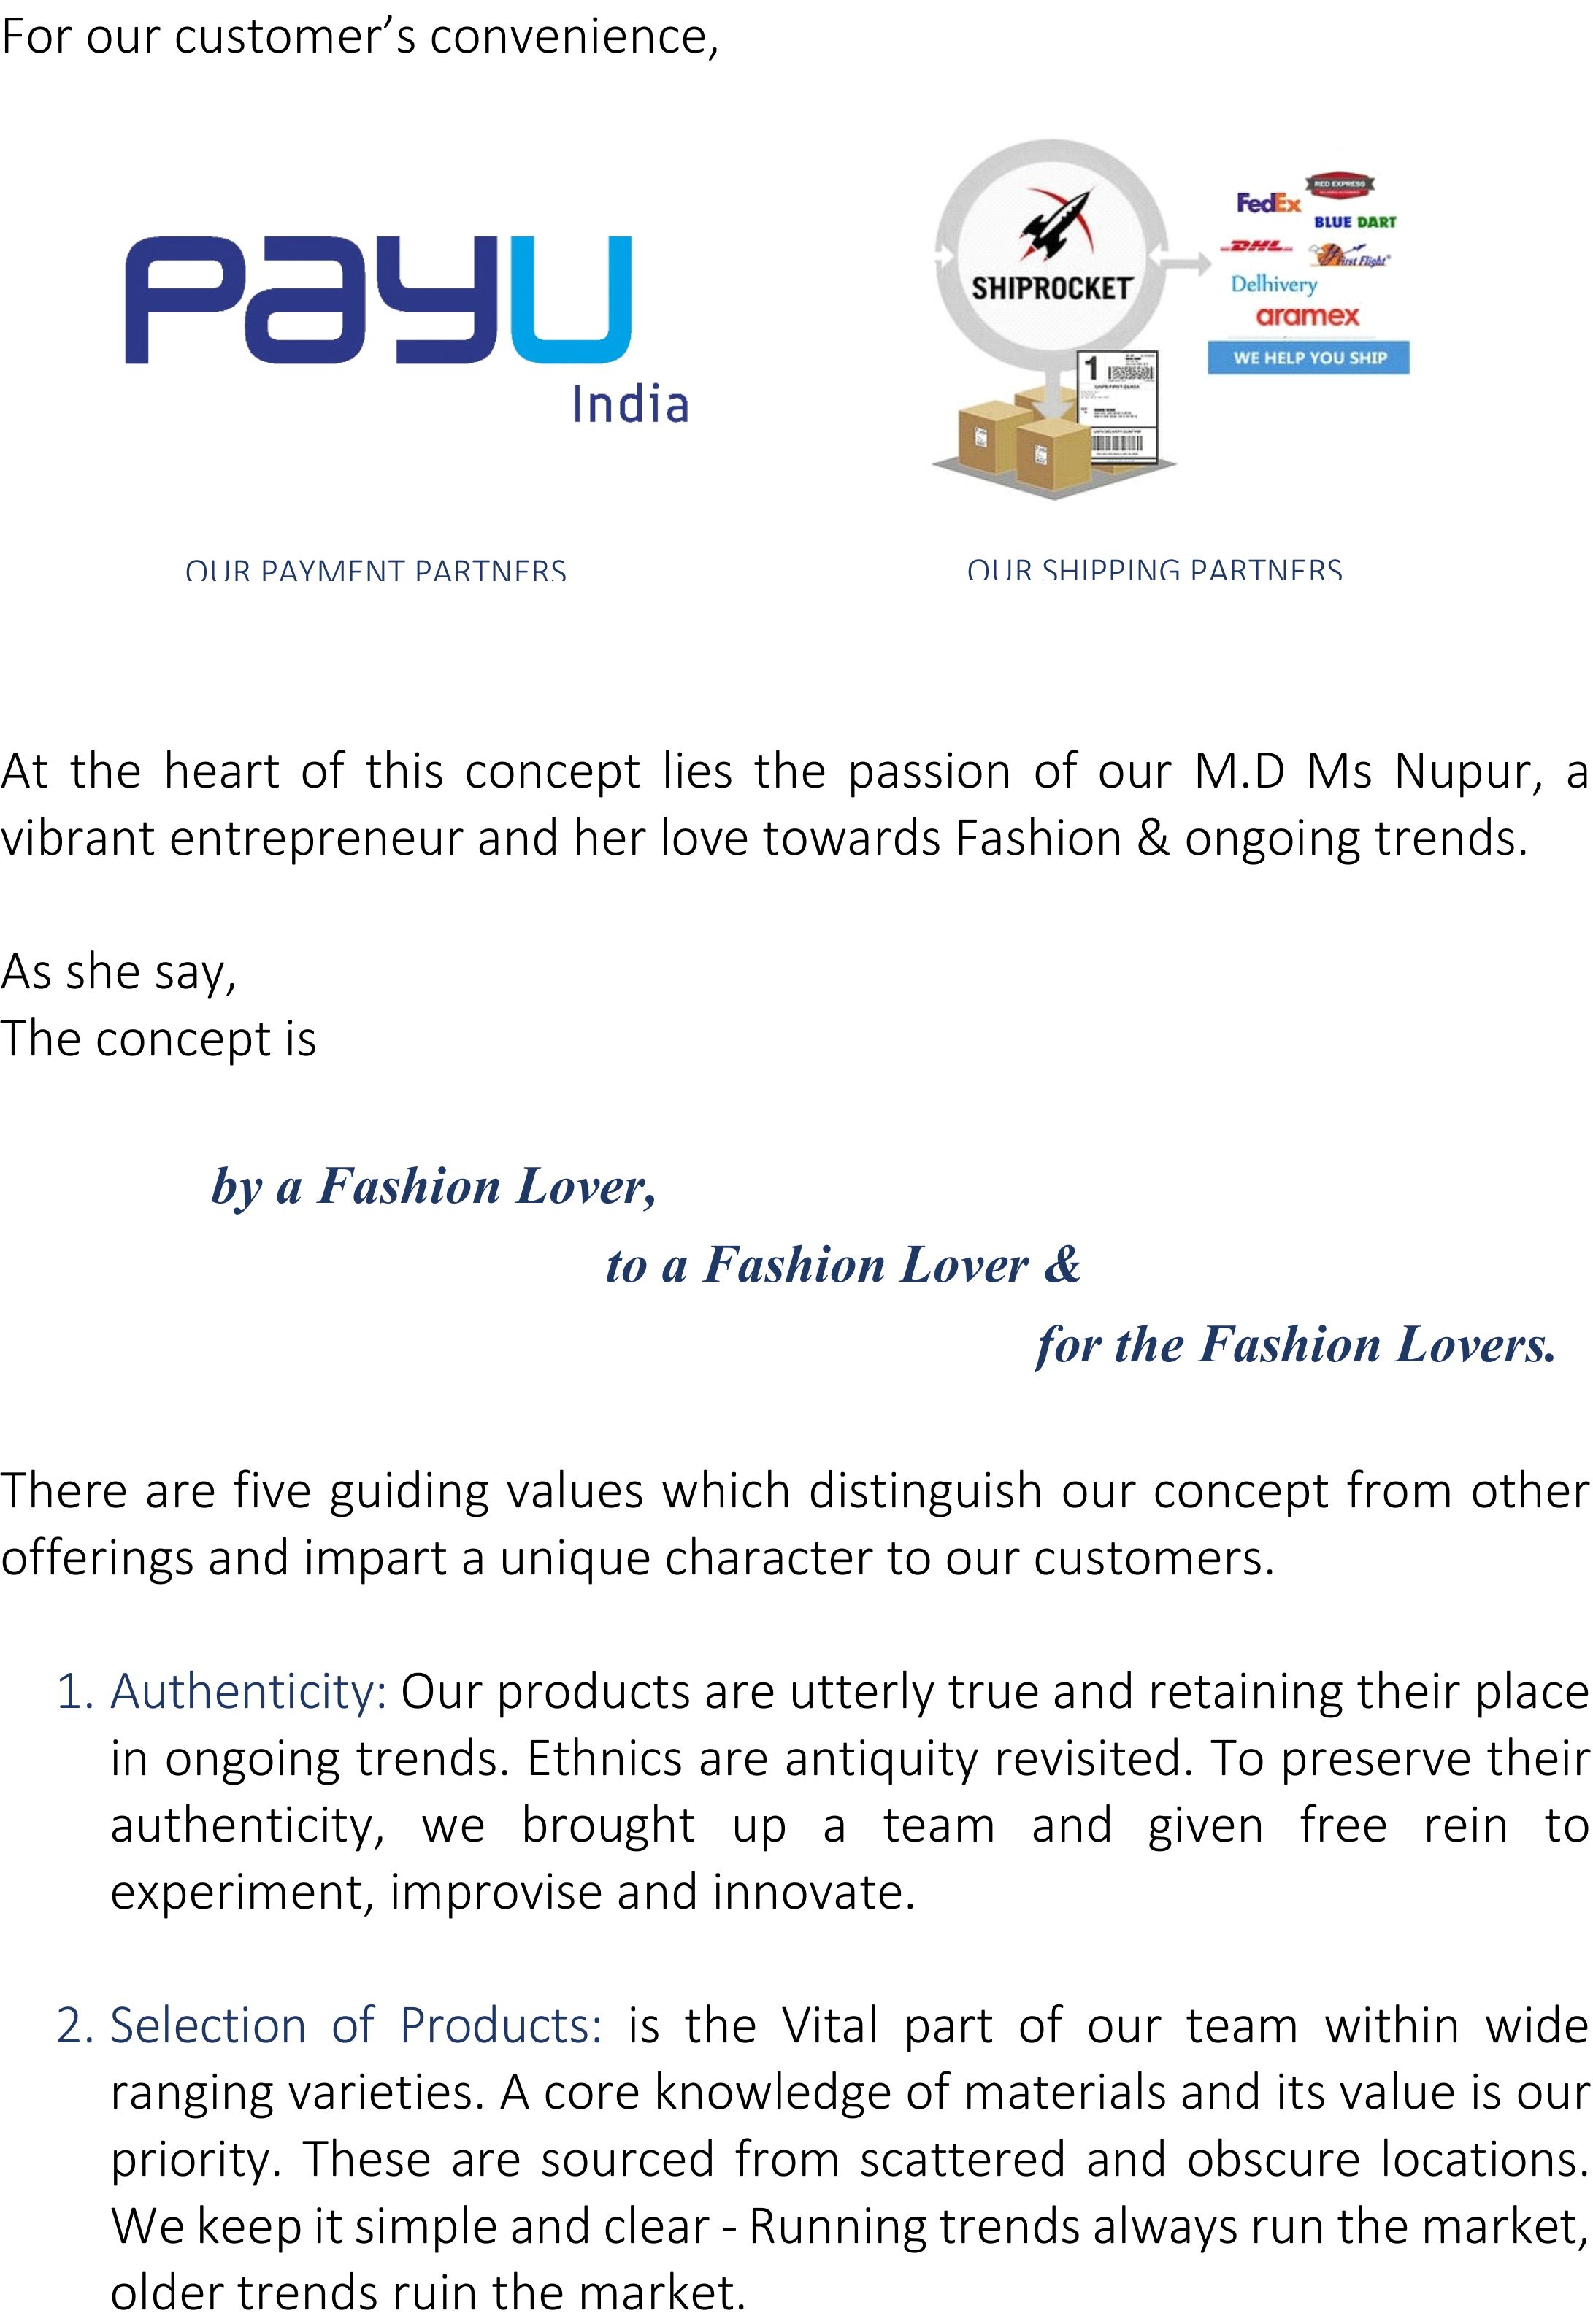 For our customer’s convenience,
payu
India
SHIPROCKET
FedEx
RED EXPRESS
BLUE DART
DHL
First Flight
Delhivery
aramex
WE HELP YOU SHIP
1
OUR PAYMENT PARTNERS
OUR SHIPPING PARTNERS
At the heart of this concept lies the passion of our M.D Ms Nupur, a
vibrant entrepreneur and her love towards Fashion & ongoing trends.
As she say,
The concept is
by a Fashion Lover,
to a Fashion Lover &
for the Fashion Lovers.
There are five guiding values which distinguish our concept from other
offerings and impart a unique character to our customers.
1. Authenticity: Our products are utterly true and retaining their place
in ongoing trends. Ethnics are antiquity revisited. To preserve their
authenticity, we brought up a team and given free rein to
experiment, improvise and innovate.
2. Selection of Products: is the Vital part of our team within wide
ranging varieties. A core knowledge of materials and its value is our
priority. These are sourced from scattered and obscure locations.
We keep it simple and clear - Running trends always run the market,
older trends ruin the market.